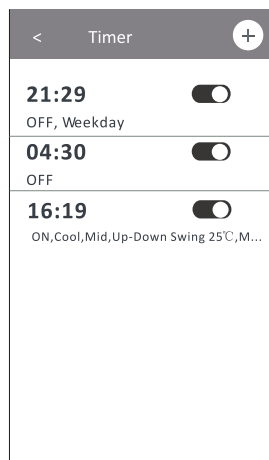 < Timer +
21:29
OFF, Weekday
04:30
OFF
16:19
ON,Cool,Mid,Up-Down Swing 25℃,M...